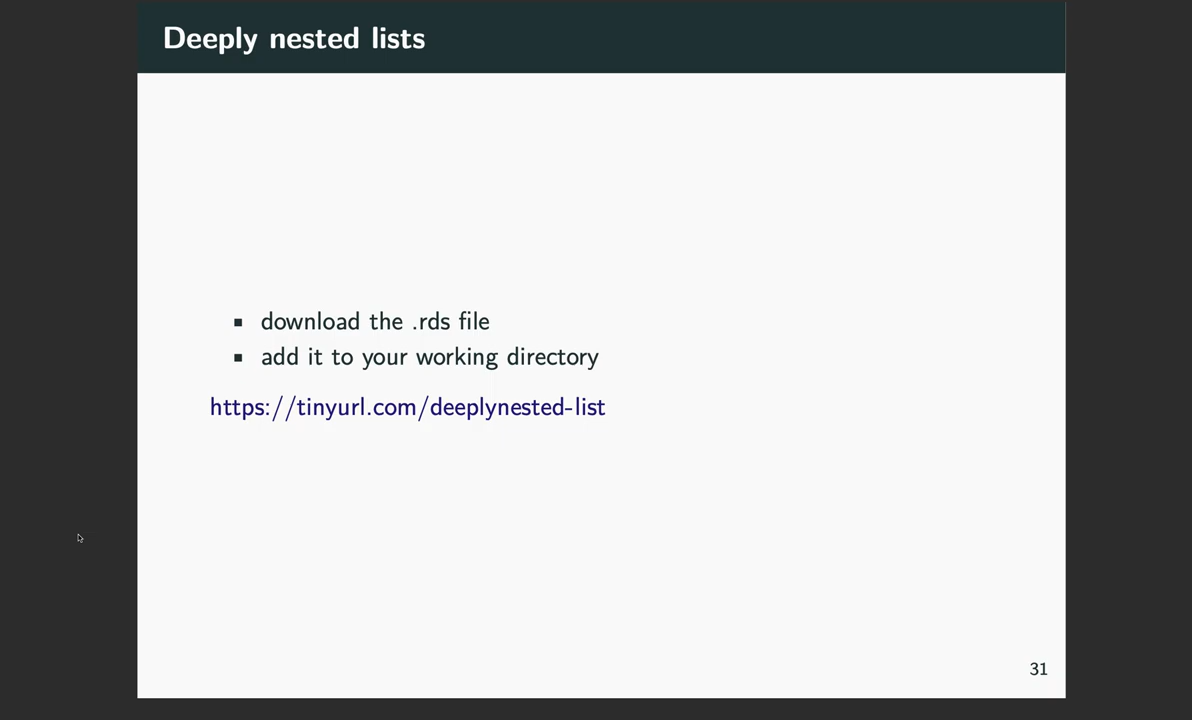 Deeply nested lists
▪ download the .rds file
▪ add it to your working directory
https://tinyurl.com/deeplynested-list
31